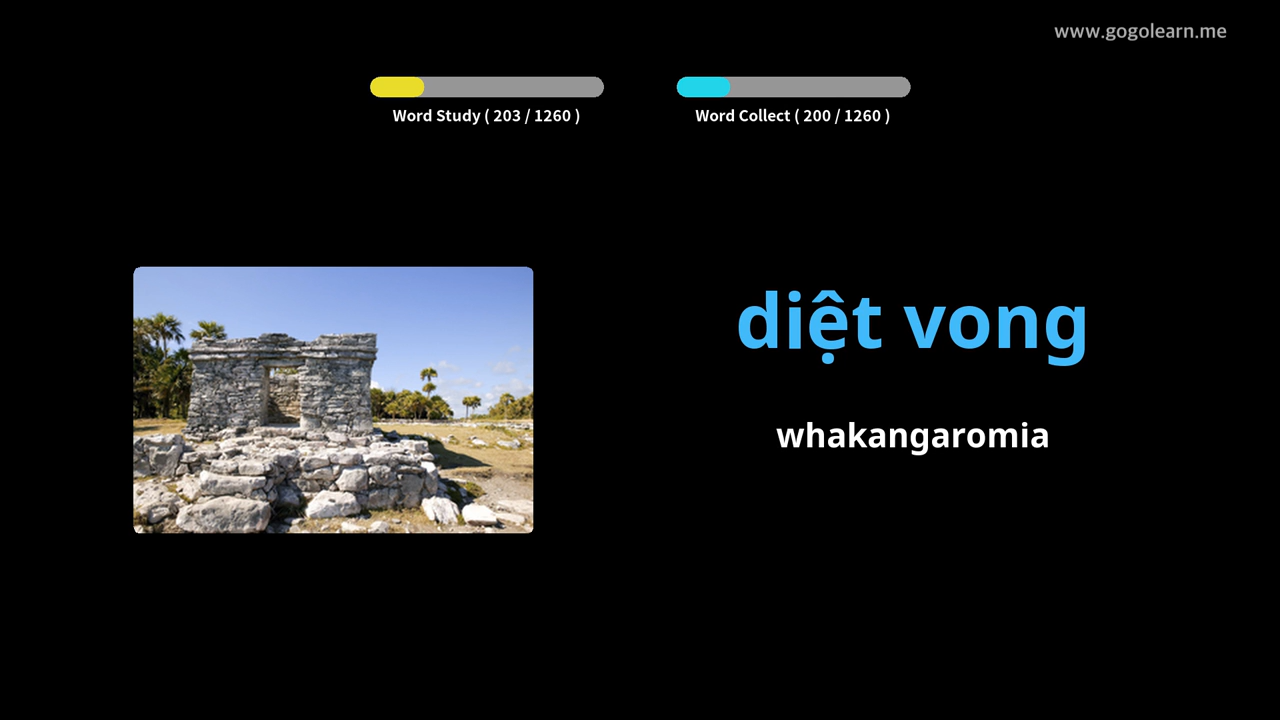 www.gogolearn.me
Word Study ( 203 / 1260 )
Word Collect ( 200 / 1260 )
diệt vong
whakangaromia